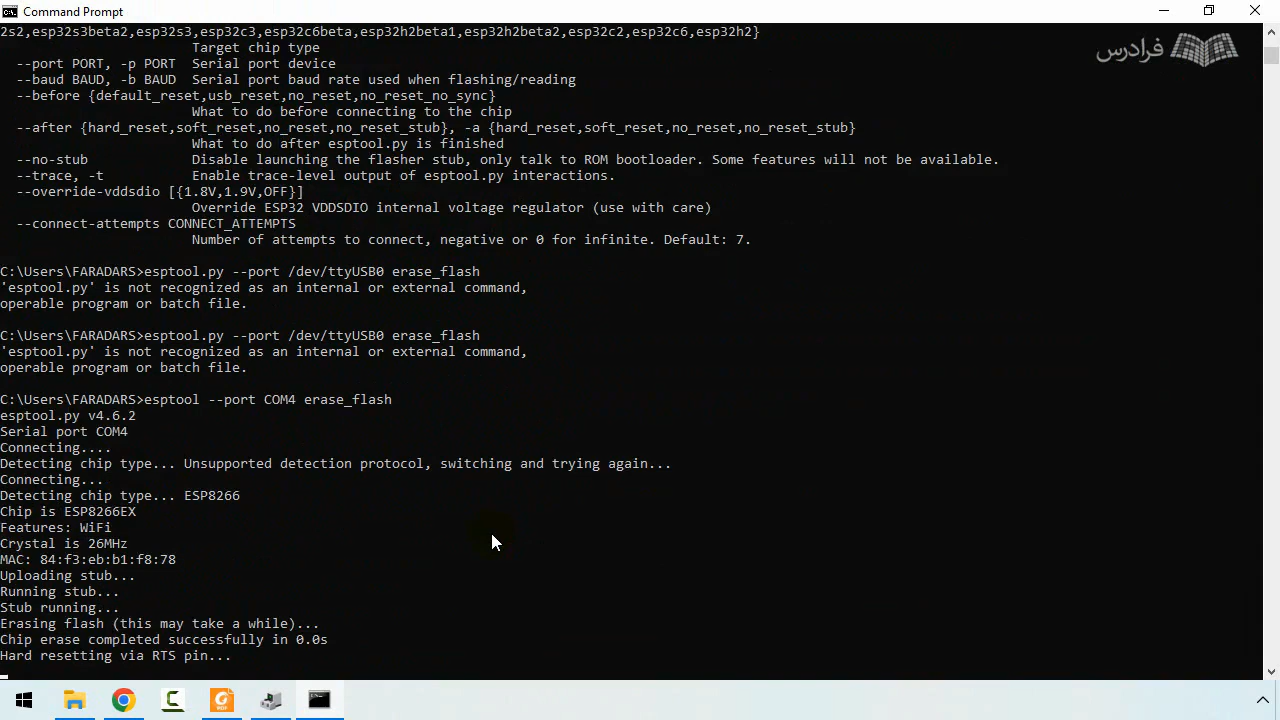 Command Prompt
2s2,esp32s3beta2,esp32s3,esp32c3,esp32c6beta,esp32h2beta1,esp32h2beta2,esp32c2,esp32c6,esp32h2}
Target chip type
--port PORT, -p PORT  Serial port device
--baud BAUD, -b BAUD  Serial port baud rate used when flashing/reading
--before {default_reset,usb_reset,no_reset,no_reset_no_sync}
What to do before connecting to the chip
--after {hard_reset,soft_reset,no_reset,no_reset_stub}, -a {hard_reset,soft_reset,no_reset,no_reset_stub}
What to do after esptool.py is finished
--no-stub             Disable launching the flasher stub, only talk to ROM bootloader. Some features will not be available.
--trace, -t           Enable trace-level output of esptool.py interactions.
--override-vddsdio [{1.8V,1.9V,OFF}]
Override ESP32 VDDSDIO internal voltage regulator (use with care)
--connect-attempts CONNECT_ATTEMPTS
Number of attempts to connect, negative or 0 for infinite. Default: 7.
C:\Users\FARADARS>esptool.py --port /dev/ttyUSB0 erase_flash
'esptool.py' is not recognized as an internal or external command,
operable program or batch file.
C:\Users\FARADARS>esptool.py --port /dev/ttyUSB0 erase_flash
'esptool.py' is not recognized as an internal or external command,
operable program or batch file.
C:\Users\FARADARS>esptool --port COM4 erase_flash
esptool.py v4.6.2
Serial port COM4
Connecting....
Detecting chip type... Unsupported detection protocol, switching and trying again...
Connecting...
Detecting chip type... ESP8266
Chip is ESP8266EX
Features: WiFi
Crystal is 26MHz
MAC: 84:f3:eb:b1:f8:78
Uploading stub...
Running stub...
Stub running...
Erasing flash (this may take a while)...
Chip erase completed successfully in 0.0s
Hard resetting via RTS pin...
فرادرس